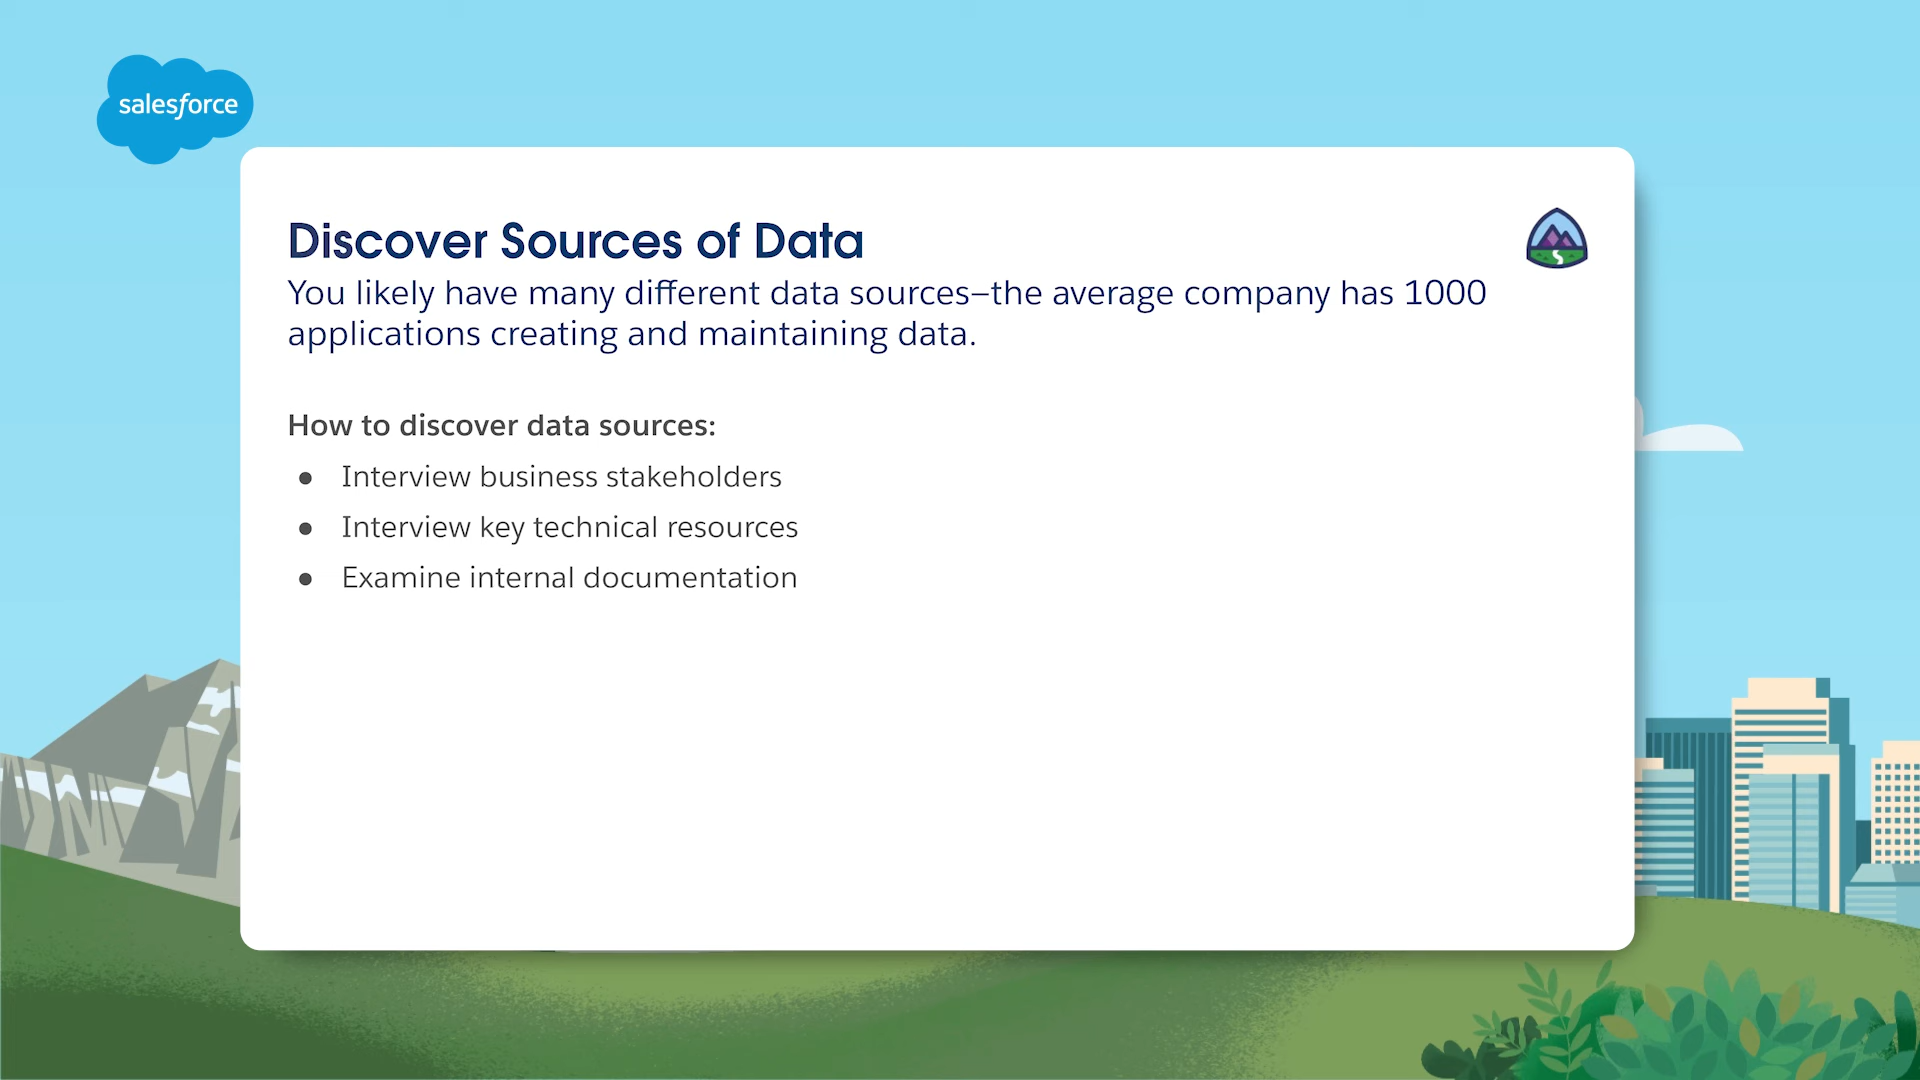 salesforce
Discover Sources of Data
You likely have many different data sources–the average company has 1000
applications creating and maintaining data.
How to discover data sources:
● Interview business stakeholders
● Interview key technical resources
● Examine internal documentation